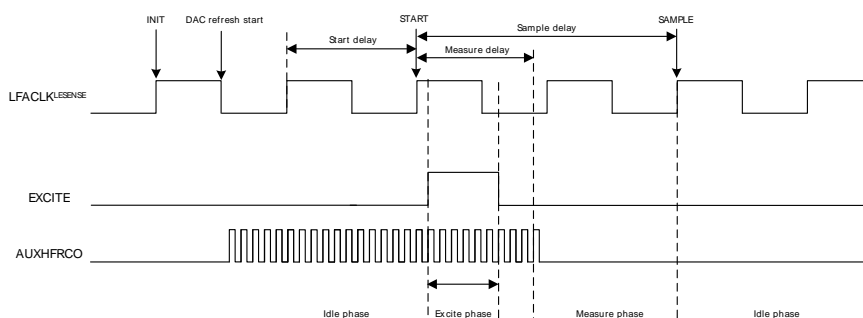 INIT DAC refresh start START SAMPLE
Start delay Sample delay
Measure delay
LFACLKLESENSE
EXCITE
AUXHFRCO
Idle phase Excite phase Measure phase Idle phase